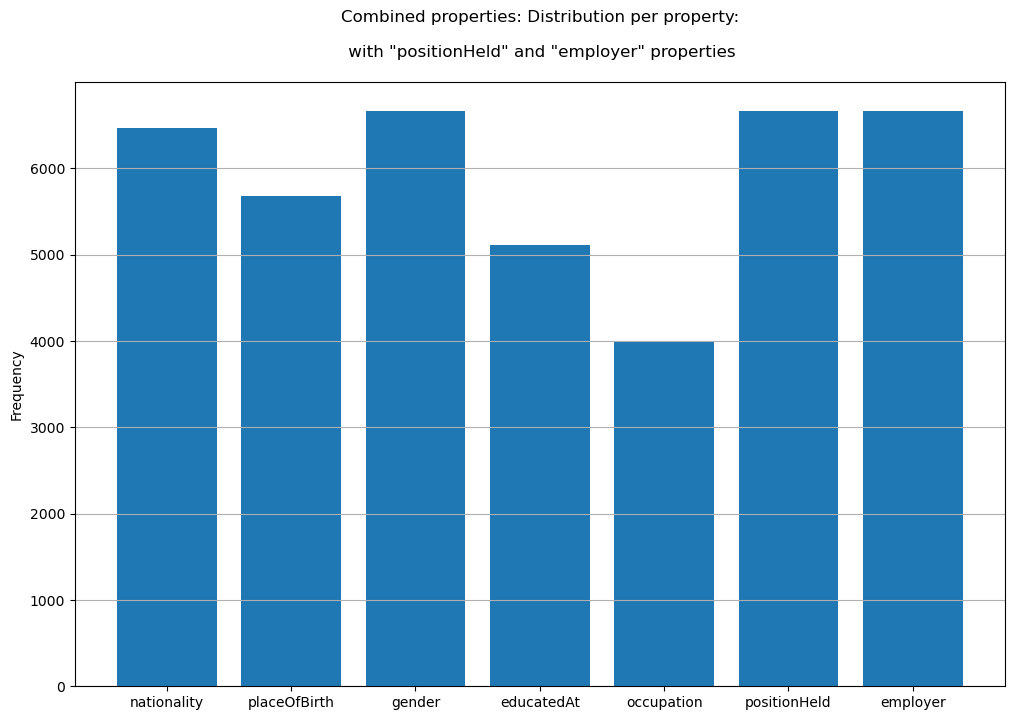 Combined properties: Distribution per property:
with "positionHeld" and "employer" properties
Frequency
6000
5000
4000
3000
2000
1000
0
nationality placeOfBirth gender educatedAt occupation positionHeld employer